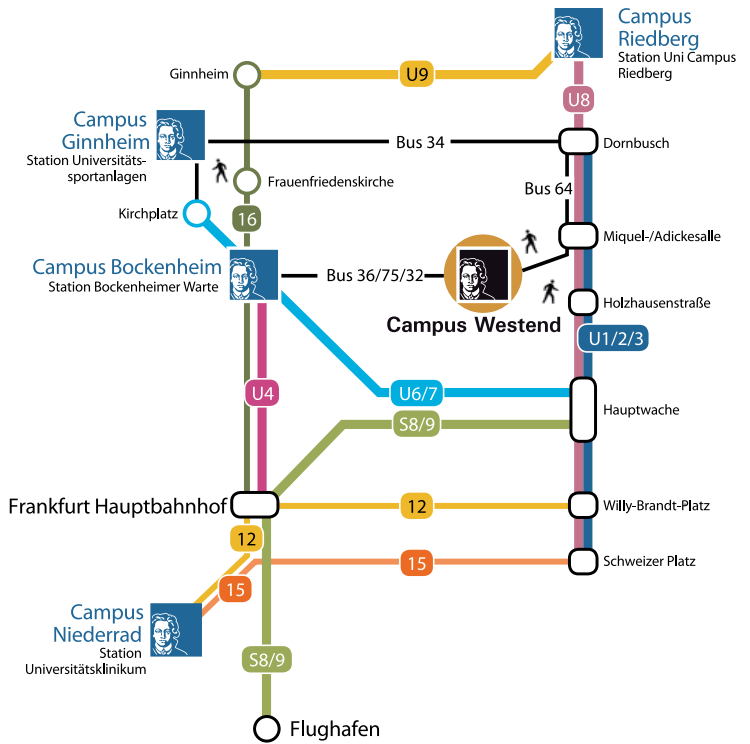 Campus
Riedberg
Station Uni Campus
Riedberg
Ginnheim
U9
U8
Campus
Ginnheim
Station Universitäts-
sportanlagen
Bus 34
Dornbusch
Frauenfriedenskirche
Bus 64
Kirchplatz
16
Miquel-/Adickesalle
Campus Bockenheim
Station Bockenheimer Warte
Bus 36/75/32
Campus Westend
Holzhausenstraße
U1/2/3
U4
U6/7
Hauptwache
S8/9
Frankfurt Hauptbahnhof
12
Willy-Brandt-Platz
12
15
Schweizer Platz
15
Campus
Niederrad
Station
Universitätsklinikum
S8/9
Flughafen